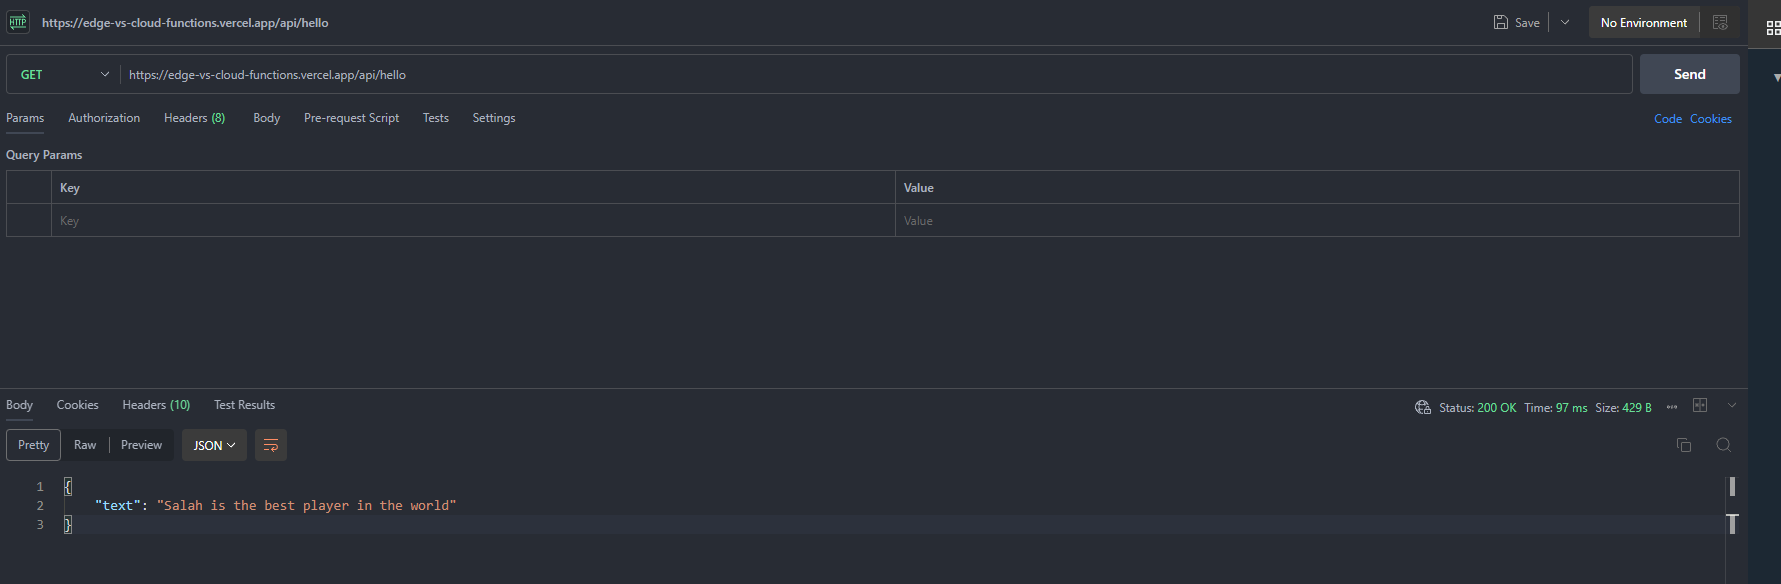 HTTP https://edge-vs-cloud-functions.vercel.app/api/hello Save No Environment
GET https://edge-vs-cloud-functions.vercel.app/api/hello Send
Params Authorization Headers (8) Body Pre-request Script Tests Settings Code Cookies
Query Params
Key Value
Key Value
Body Cookies Headers (10) Test Results Status: 200 OK Time: 97 ms Size: 429 B
Pretty Raw Preview JSON
1 {
2 "text": "Salah is the best player in the world"
3 }